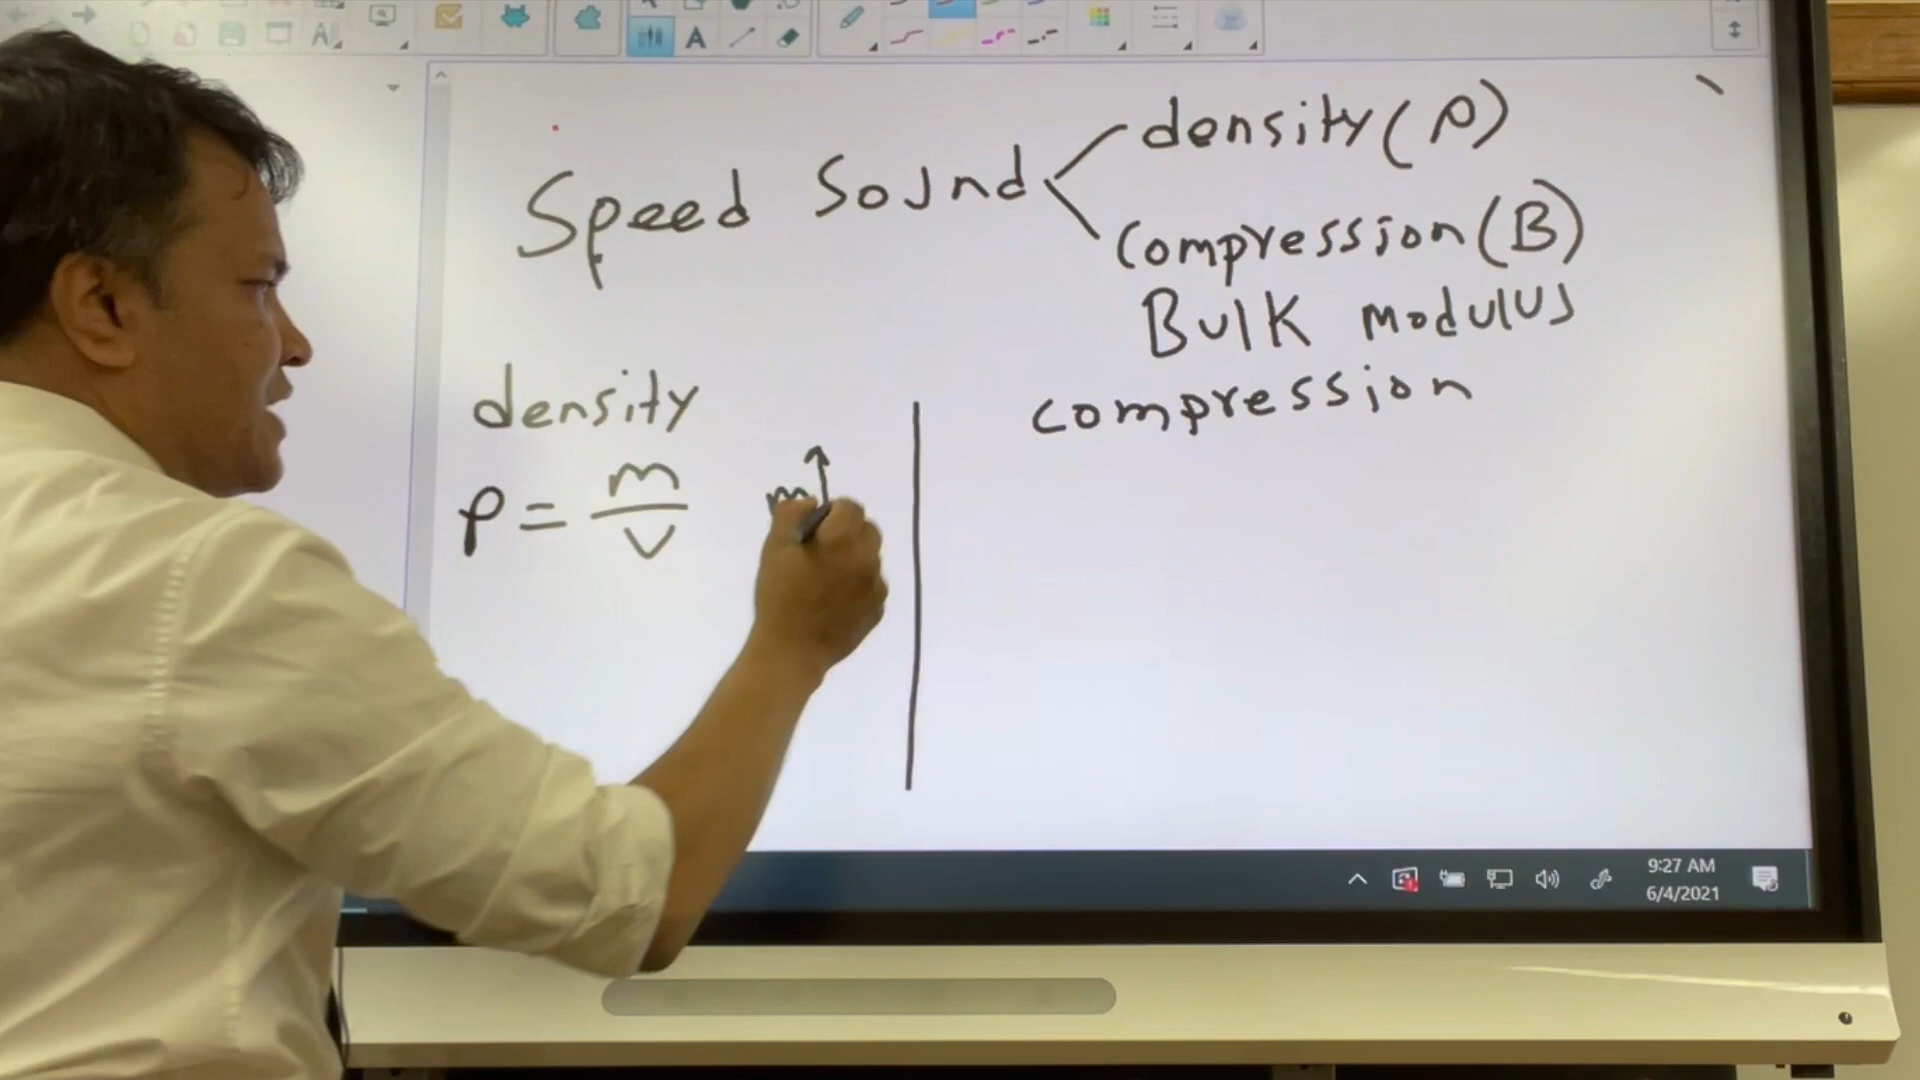 Speed Sound density (ρ)
compression (B)
Bulk modulus
density
compression
ρ = m/v
m↑
9:27 AM
6/4/2021